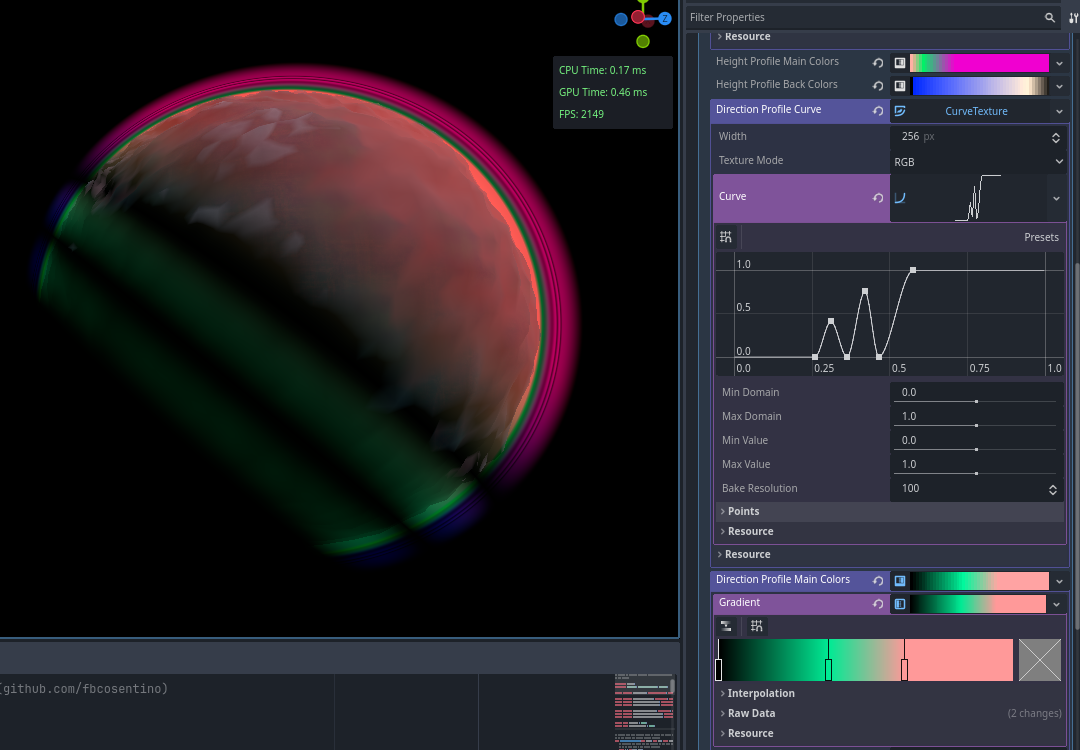 Z
CPU Time: 0.17 ms
GPU Time: 0.46 ms
FPS: 2149
(github.com/fbcosentino)
Filter Properties
> Resource
Height Profile Main Colors
Height Profile Back Colors
Direction Profile Curve CurveTexture
Width 256 px
Texture Mode RGB
Curve
Presets
1.0
0.5
0.0
0.0 0.25 0.5 0.75 1.0
Min Domain 0.0
Max Domain 1.0
Min Value 0.0
Max Value 1.0
Bake Resolution 100
> Points
> Resource
> Resource
Direction Profile Main Colors
Gradient
> Interpolation
> Raw Data (2 changes)
> Resource